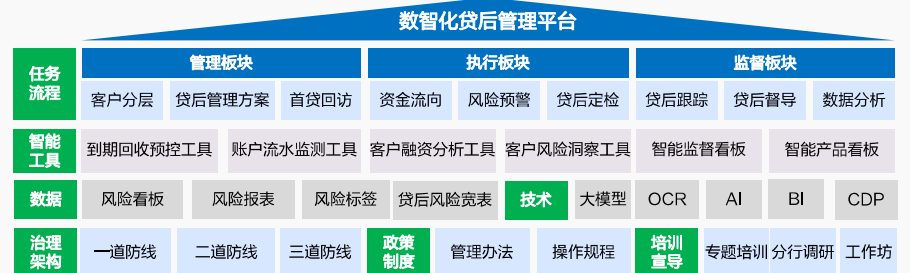 数智化贷后管理平台
任务
流程
管理板块 执行板块 监督板块
客户分层 贷后管理方案 首贷回访 资金流向 风险预警 贷后定检 贷后跟踪 贷后督导 数据分析
智能
工具
到期回收预控工具 账户流水监测工具 客户融资分析工具 客户风险洞察工具 智能监督看板 智能产品看板
数据 风险看板 风险报表 风险标签 贷后风险宽表 技术 大模型 OCR AI BI CDP
治理
架构
一道防线 二道防线 三道防线
政策
制度
管理办法 操作规程
培训
宣导
专题培训 分行调研 工作坊